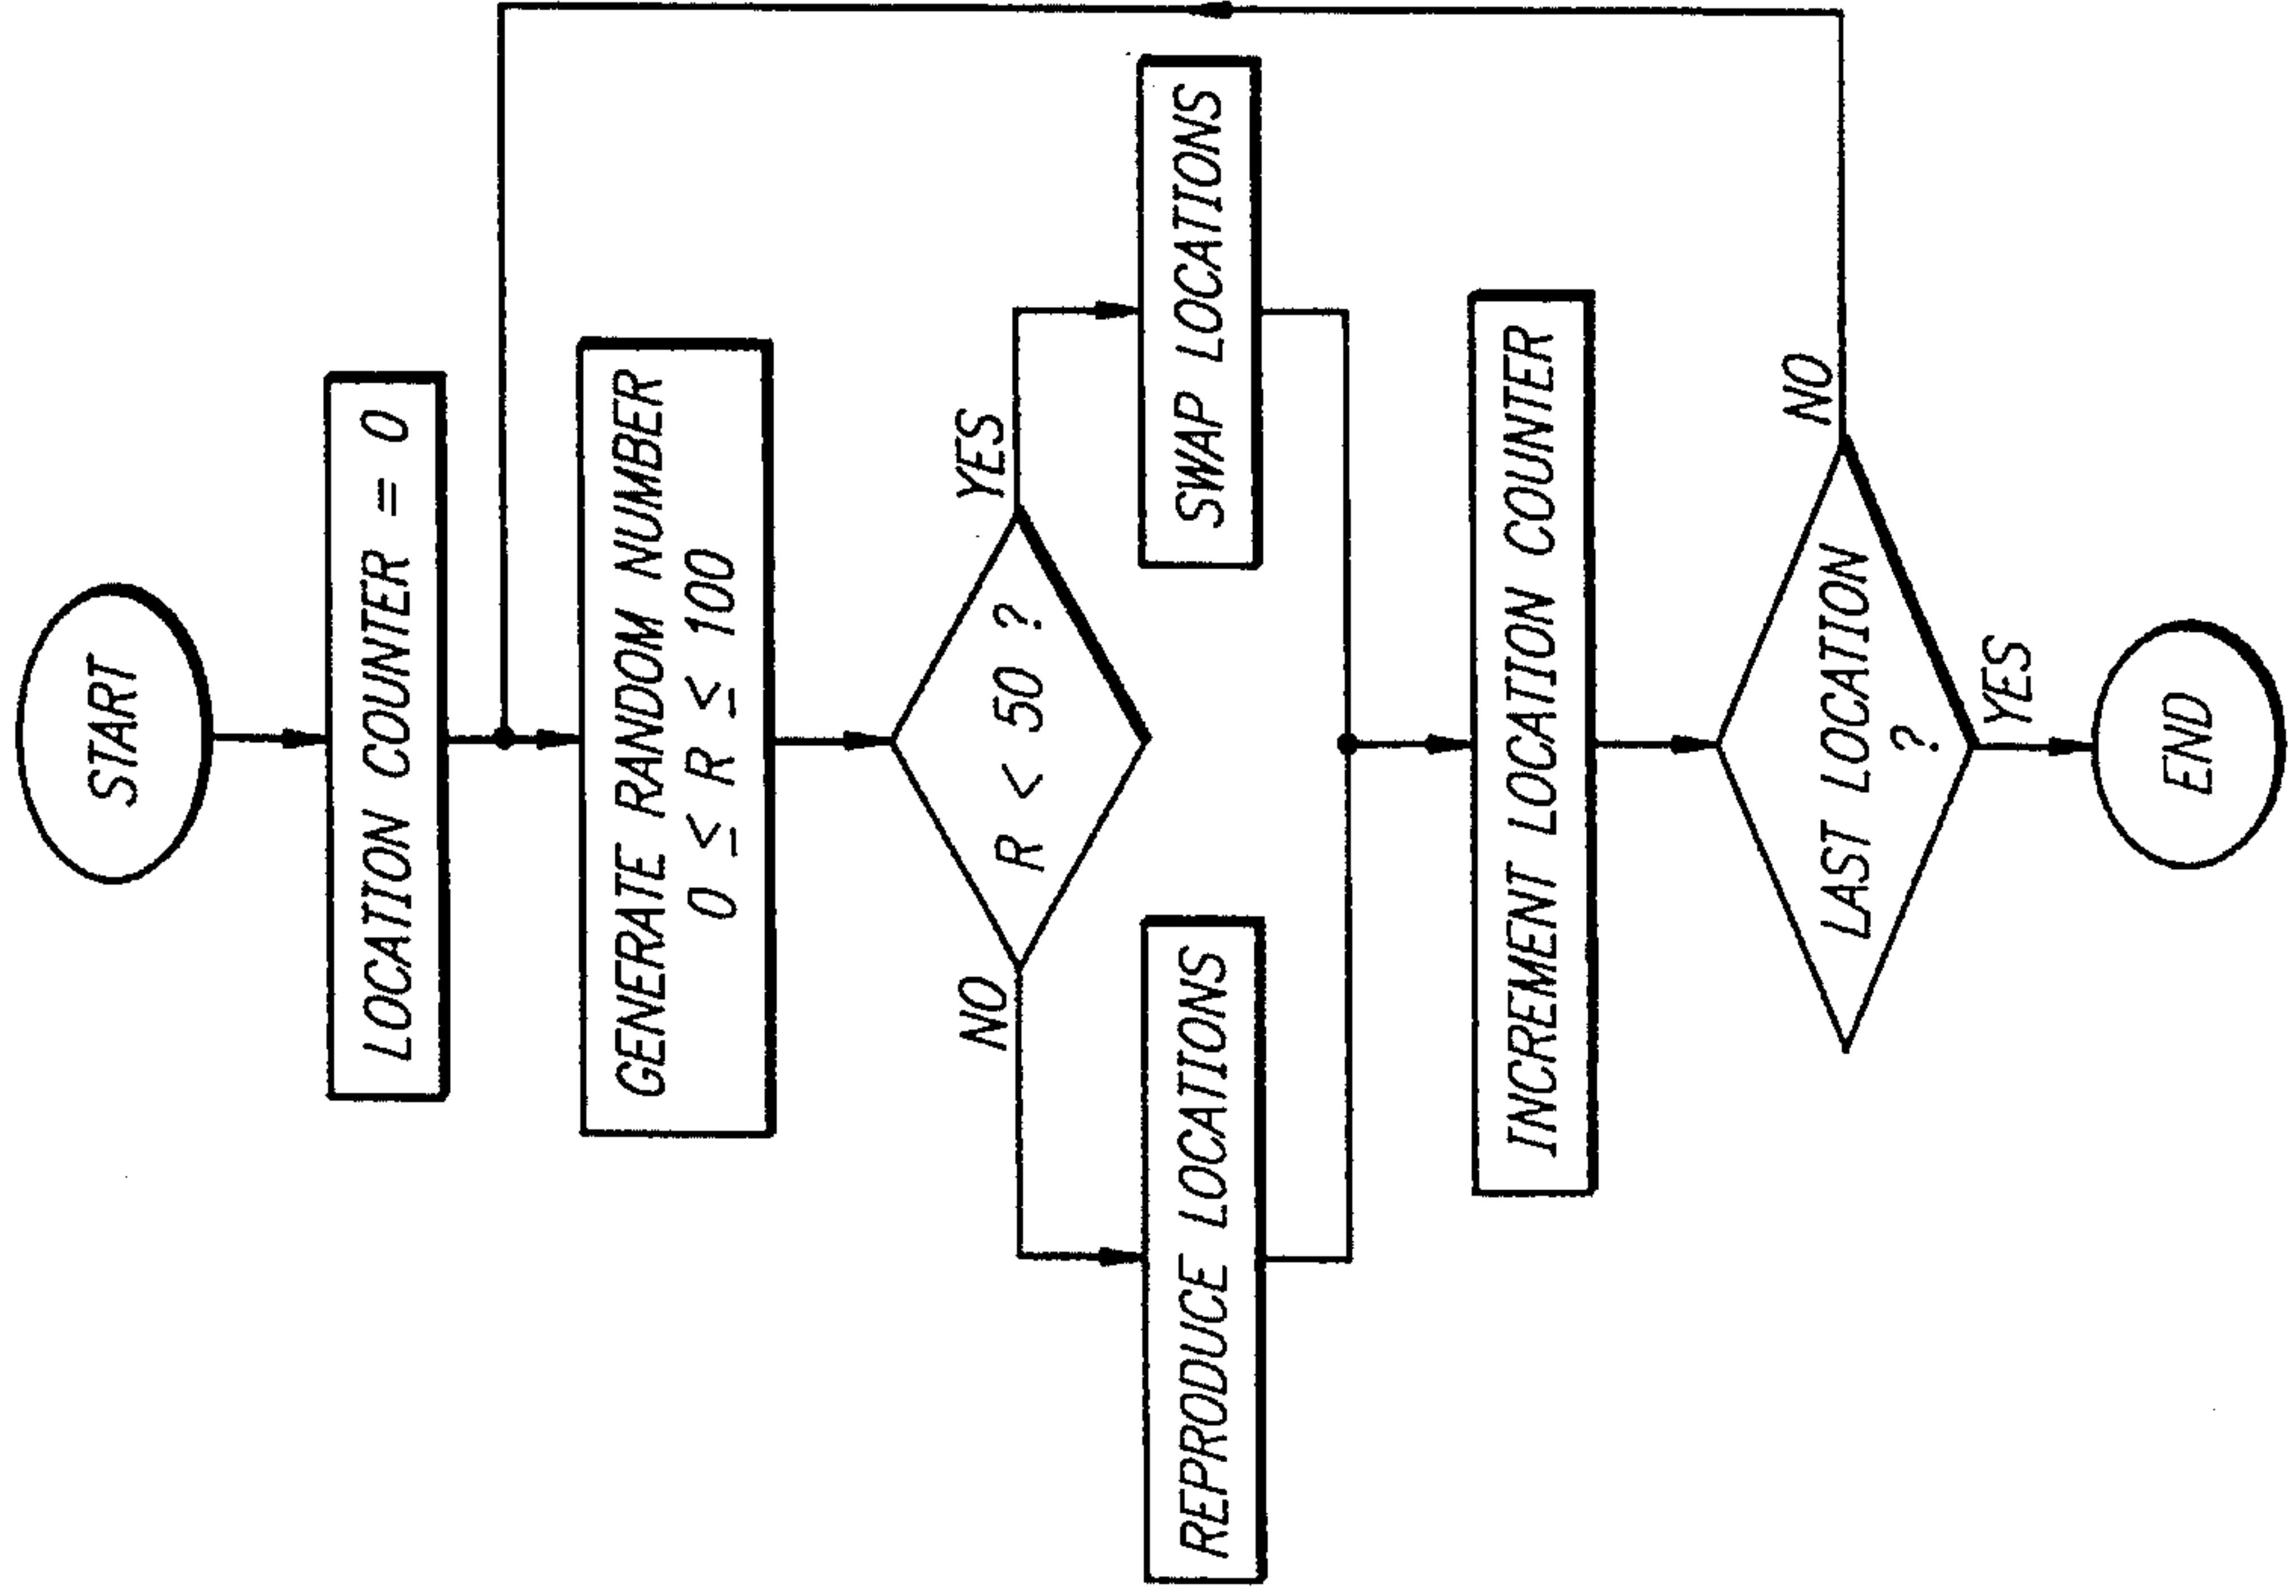 START
LOCATION COUNTER = 0
GENERATE RANDOM NUMBER
0 ≤ R ≤ 100
R < 50 ?
NO
YES
REPRODUCE LOCATIONS
SWAP LOCATIONS
INCREMENT LOCATION COUNTER
LAST LOCATION
?
NO
YES
END